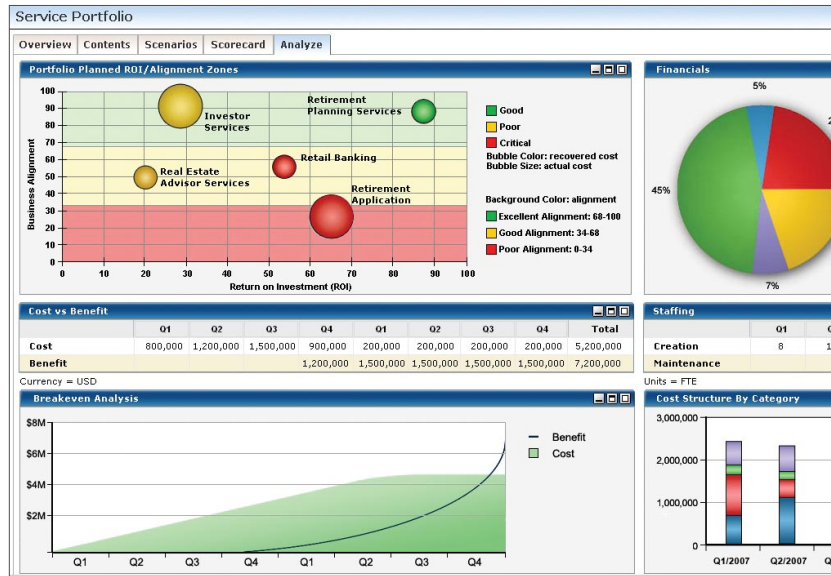 Service Portfolio
Overview Contents Scenarios Scorecard Analyze
Portfolio Planned ROI/Alignment Zones
100
90
80
70
60
50
40
30
20
10
0
Business Alignment
Investor
Services
Retirement
Planning Services
Real Estate
Advisor Services
Retail Banking
Retirement
Application
0 10 20 30 40 50 60 70 80 90 100
Return on Investment (ROI)
Good
Poor
Critical
Bubble Color: recovered cost
Bubble Size: actual cost
Background Color: alignment
Excellent Alignment: 68-100
Good Alignment: 34-68
Poor Alignment: 0-34
Financials
5%
45%
7%
Cost vs Benefit
Q1 Q2 Q3 Q4 Q1 Q2 Q3 Q4 Total
Cost 800,000 1,200,000 1,500,000 900,000 200,000 200,000 200,000 200,000 5,200,000
Benefit 1,200,000 1,500,000 1,500,000 1,500,000 1,500,000 7,200,000
Currency = USD
Staffing
Q1
Creation 8
Maintenance
Units = FTE
Breakeven Analysis
$8M
$6M
$4M
$2M
Q1 Q2 Q3 Q4 Q1 Q2 Q3 Q4
Benefit
Cost
Cost Structure By Category
3,000,000
2,000,000
1,000,000
0
Q1/2007 Q2/2007